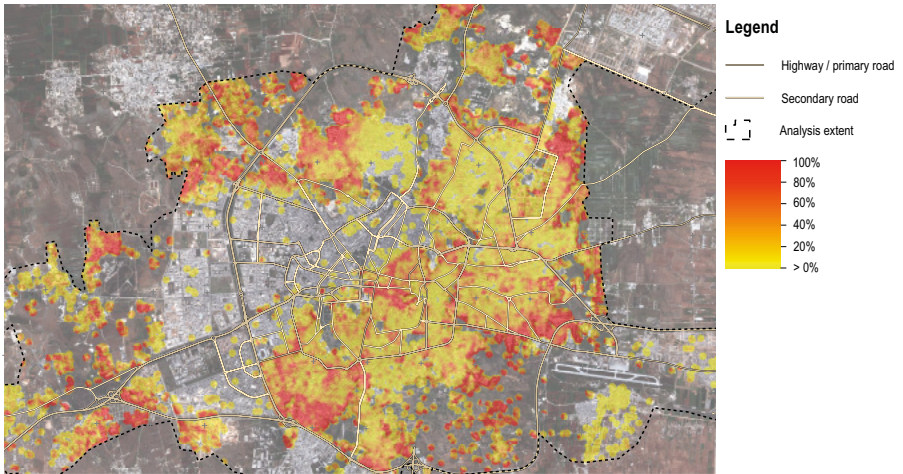 Legend
Highway / primary road
Secondary road
Analysis extent
100%
80%
60%
40%
20%
> 0%